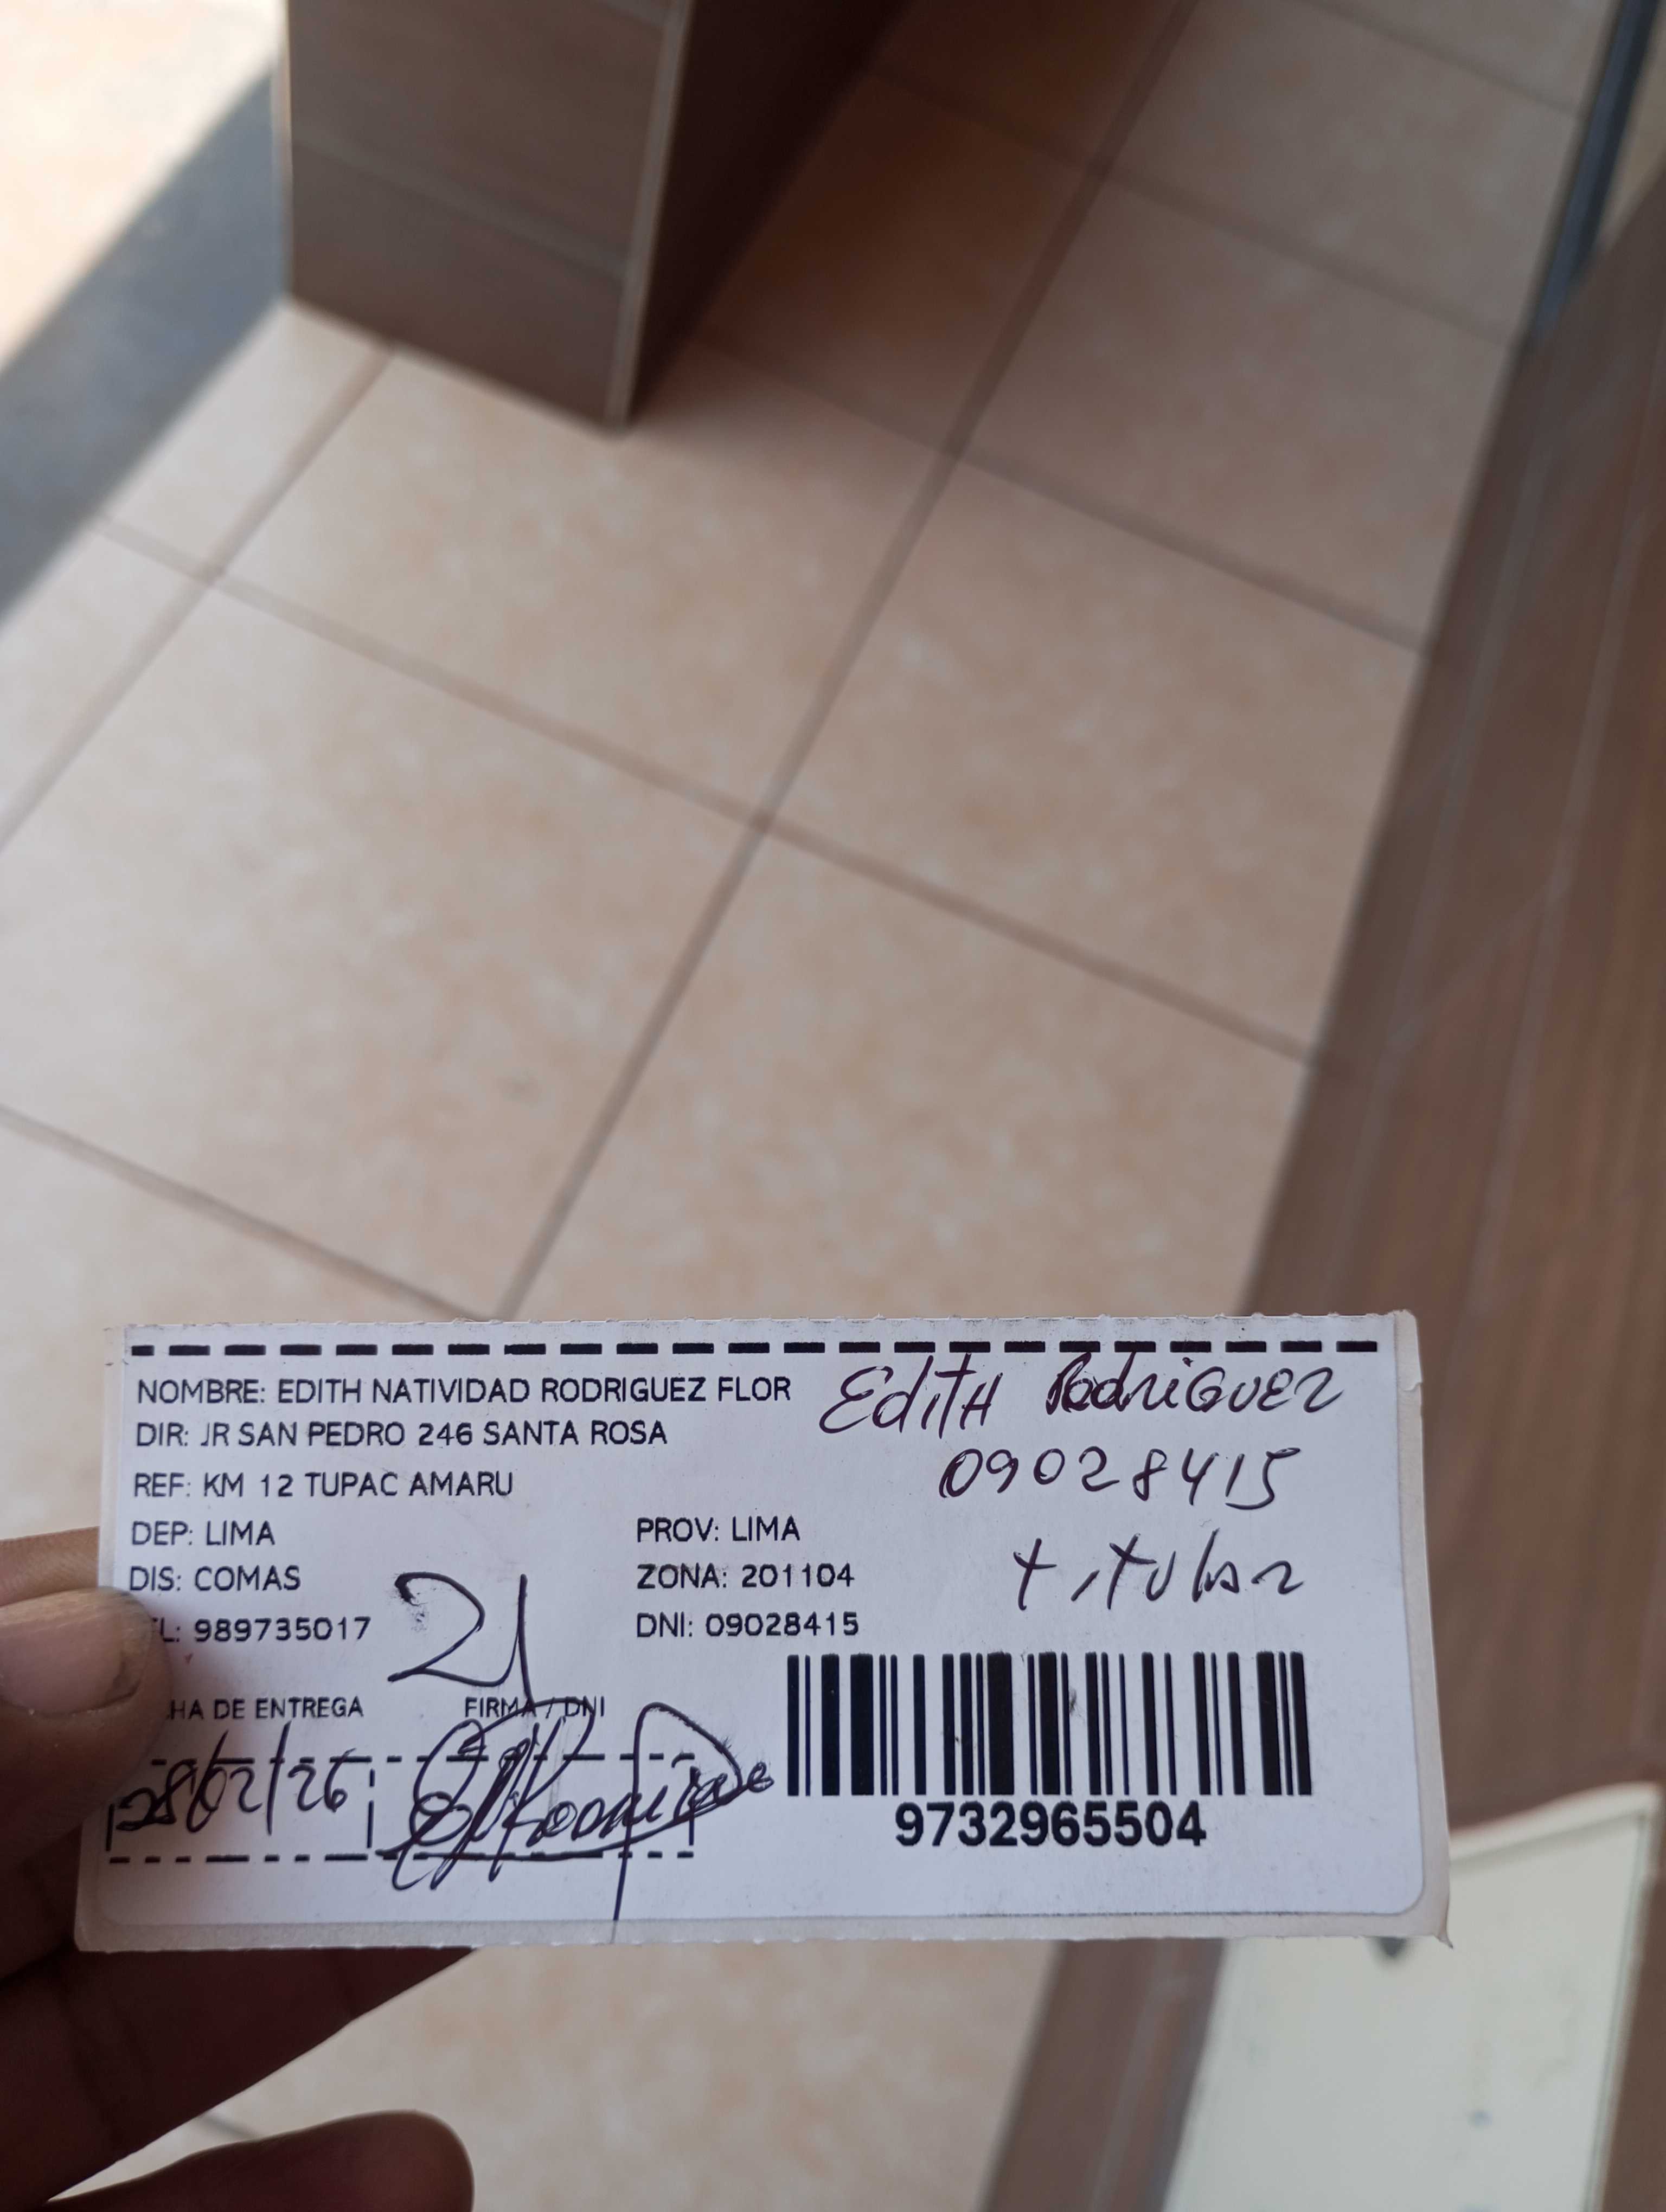 NOMBRE: EDITH NATIVIDAD RODRIGUEZ FLOR
Edith Rodriguez
DIR: JR SAN PEDRO 246 SANTA ROSA
09028415
REF: KM 12 TUPAC AMARU
DEP: LIMA PROV: LIMA
titular
DIS: COMAS ZONA: 201104
21
L: 989735017 DNI: 09028415
HA DE ENTREGA FIRMA / DNI
28/02/26
9732965504